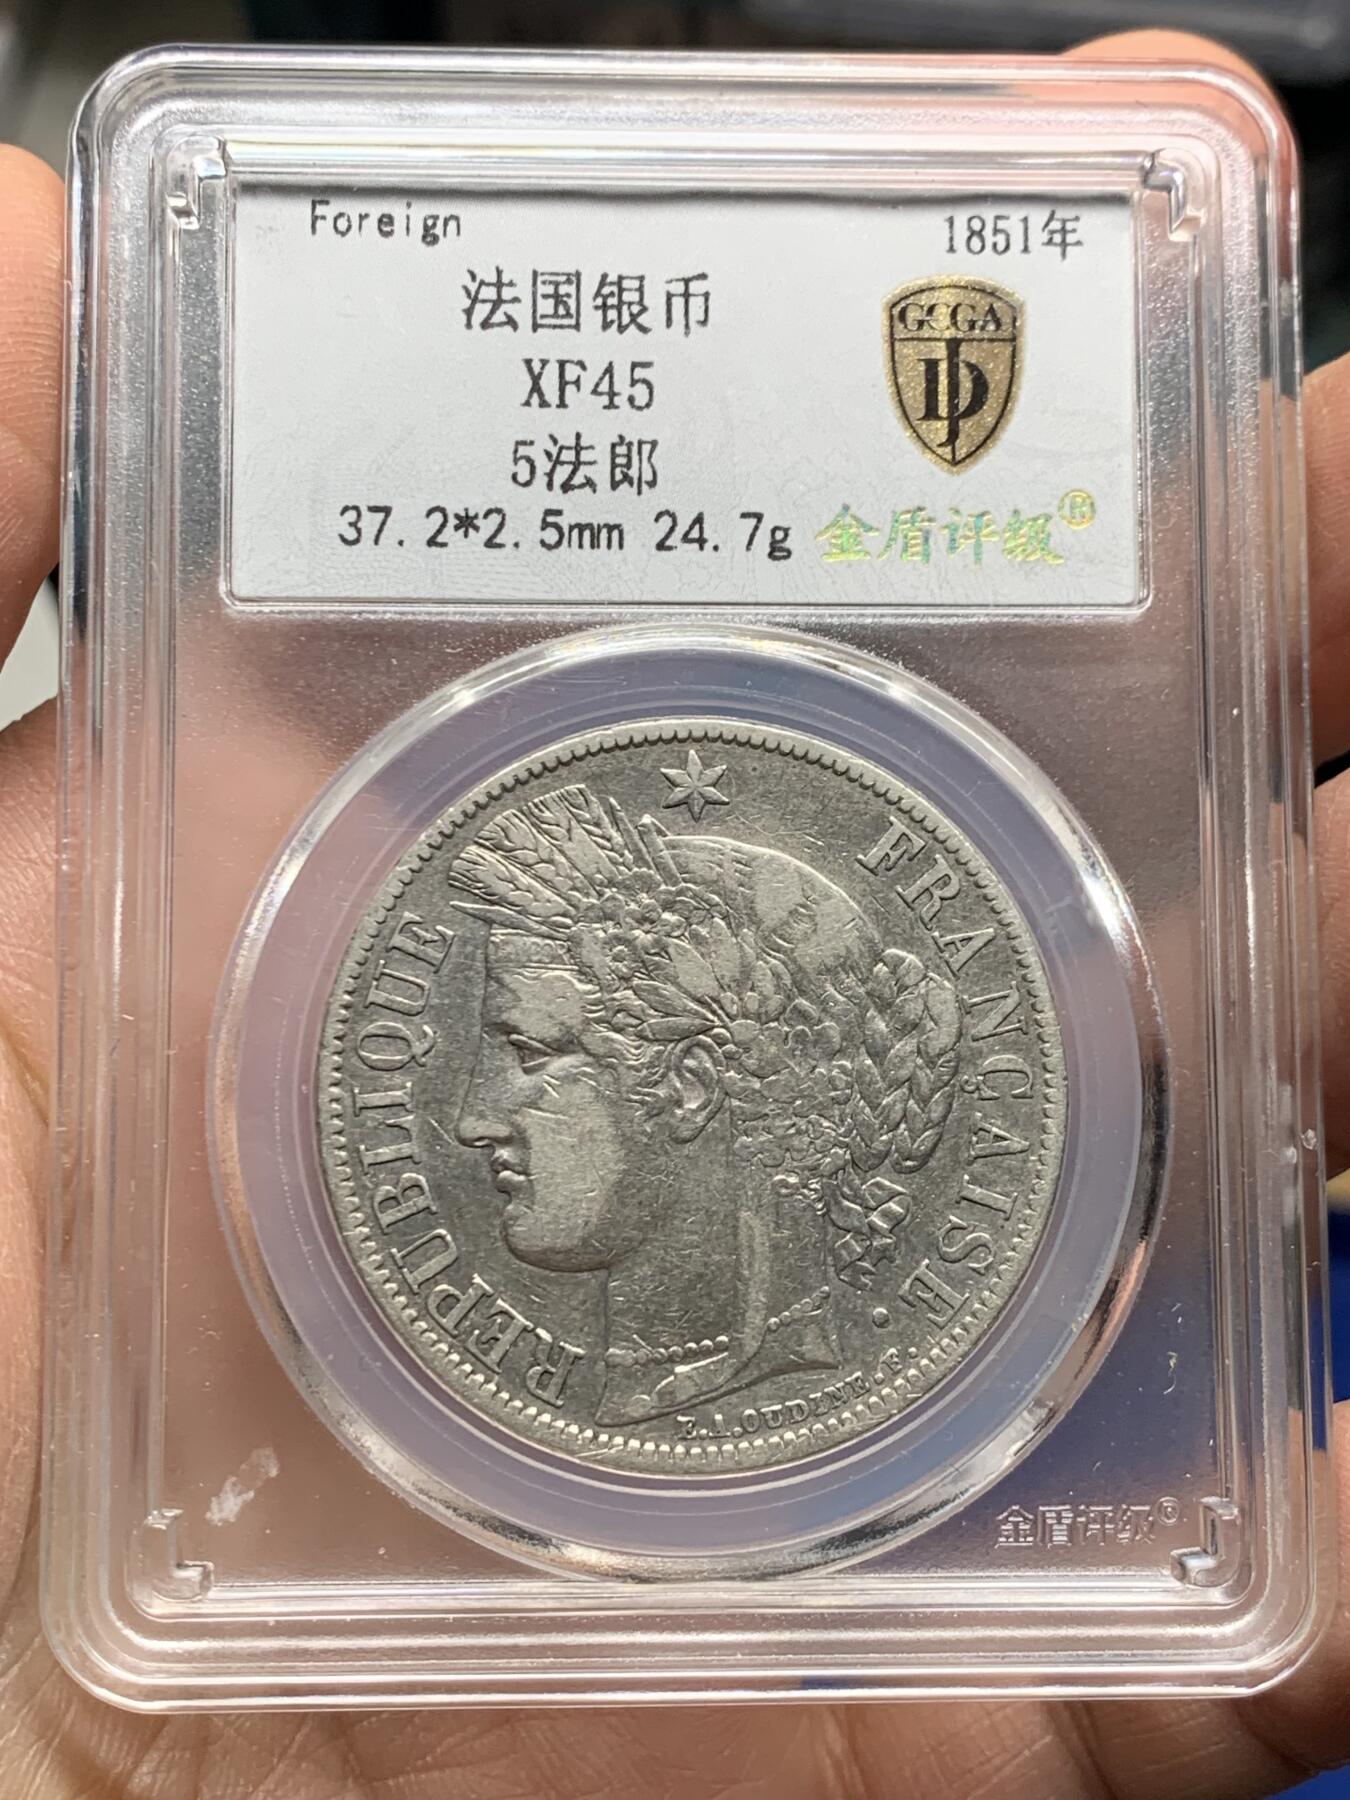 Foreign
1851年
法国银币
GCGA
XF45
JD
5法郎
37.2*2.5mm 24.7g
金盾评级®
REPUBLIQUE FRANÇAISE
E.A.OUDINE.F.
金盾评级®